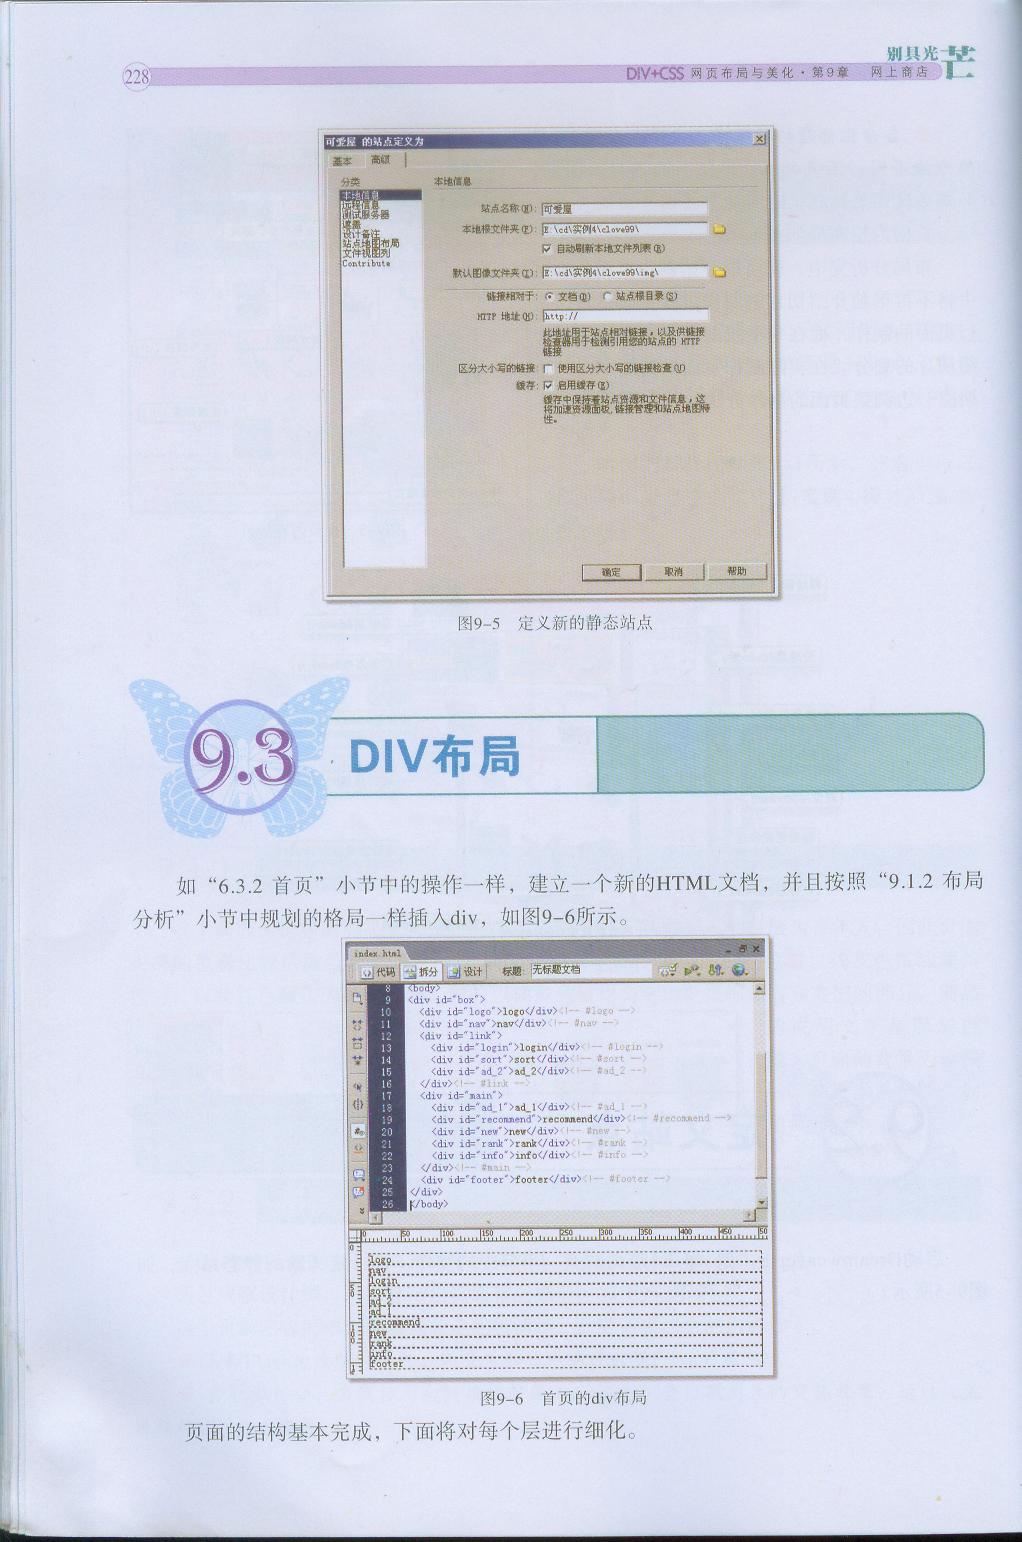 228
别具光芒
DIV+CSS 网页布局与美化·第9章 网上商店
可爱屋 的站点定义为
基本 高级
分类
本地信息
远程信息
测试服务器
遮盖
设计备注
站点地图布局
文件视图列
Contribute
本地信息
站点名称(N): 可爱屋
本地根文件夹(F): E:\cd\实例4\clove99\
自动刷新本地文件列表(R)
默认图像文件夹(I): E:\cd\实例4\clove99\img\
链接相对于: 文档(D) 站点根目录(S)
HTTP 地址(H): http://
此地址用于站点相对链接，以及供链接
检查器用于检测引用您的站点的 HTTP
链接
区分大小写的链接: 使用区分大小写的链接检查(U)
缓存: 启用缓存(E)
缓存中保持着站点资源和文件信息，这
将加速资源面板,链接管理和站点地图特
性。
确定 取消 帮助
图9-5 定义新的静态站点
9.3 DIV布局
如“6.3.2 首页”小节中的操作一样，建立一个新的HTML文档，并且按照“9.1.2 布局
分析”小节中规划的格局一样插入div，如图9-6所示。
index.html
代码 拆分 设计 标题: 无标题文档
8 <body>
9 <div id="box">
10 <div id="logo">logo</div><!-- #logo -->
11 <div id="nav">nav</div><!-- #nav -->
12 <div id="link">
13 <div id="login">login</div><!-- #login -->
14 <div id="sort">sort</div><!-- #sort -->
15 <div id="ad_2">ad_2</div><!-- #ad_2 -->
16 </div><!-- #link -->
17 <div id="main">
18 <div id="ad_1">ad_1</div><!-- #ad_1 -->
19 <div id="recommend">recommend</div><!-- #recommend -->
20 <div id="new">new</div><!-- #new -->
21 <div id="rank">rank</div><!-- #rank -->
22 <div id="info">info</div><!-- #info -->
23 </div><!-- #main -->
24 <div id="footer">footer</div><!-- #footer -->
25 </div>
26 </body>
0 50 100 150 200 250 300 350 400 450 50
logo
nav
login
sort
ad_2
ad_1
recommend
new
rank
info
footer
图9-6 首页的div布局
页面的结构基本完成，下面将对每个层进行细化。